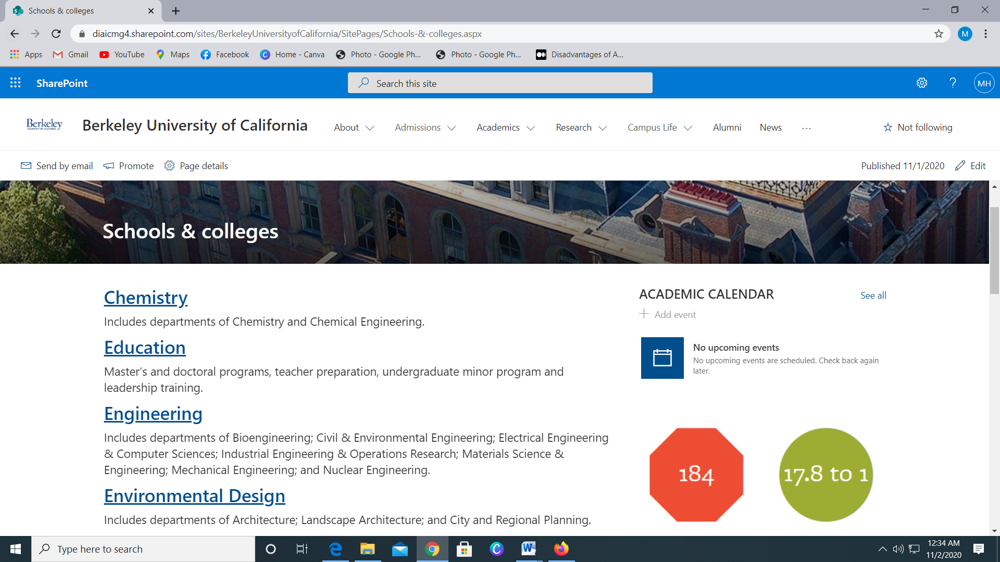 Schools & colleges
diaicmg4.sharepoint.com/sites/BerkeleyUniversityofCalifornia/SitePages/Schools-&-colleges.aspx
M
Apps
Gmail
YouTube
Maps
Facebook
Home - Canva
Photo - Google Ph...
Photo - Google Ph...
Disadvantages of A...
SharePoint
Search this site
MH
Berkeley
UNIVERSITY OF CALIFORNIA
Berkeley University of California
About
Admissions
Academics
Research
Campus Life
Alumni
News
...
Not following
Send by email
Promote
Page details
Published 11/1/2020
Edit
Schools & colleges
Chemistry
Includes departments of Chemistry and Chemical Engineering.
Education
Master’s and doctoral programs, teacher preparation, undergraduate minor program and
leadership training.
Engineering
Includes departments of Bioengineering; Civil & Environmental Engineering; Electrical Engineering
& Computer Sciences; Industrial Engineering & Operations Research; Materials Science &
Engineering; Mechanical Engineering; and Nuclear Engineering.
Environmental Design
Includes departments of Architecture; Landscape Architecture; and City and Regional Planning.
ACADEMIC CALENDAR
See all
Add event
No upcoming events
No upcoming events are scheduled. Check back again
later.
184
17.8 to 1
Type here to search
12:34 AM
11/2/2020